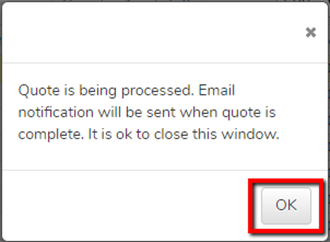 Quote is being processed. Email
notification will be sent when quote is
complete. It is ok to close this window.
OK